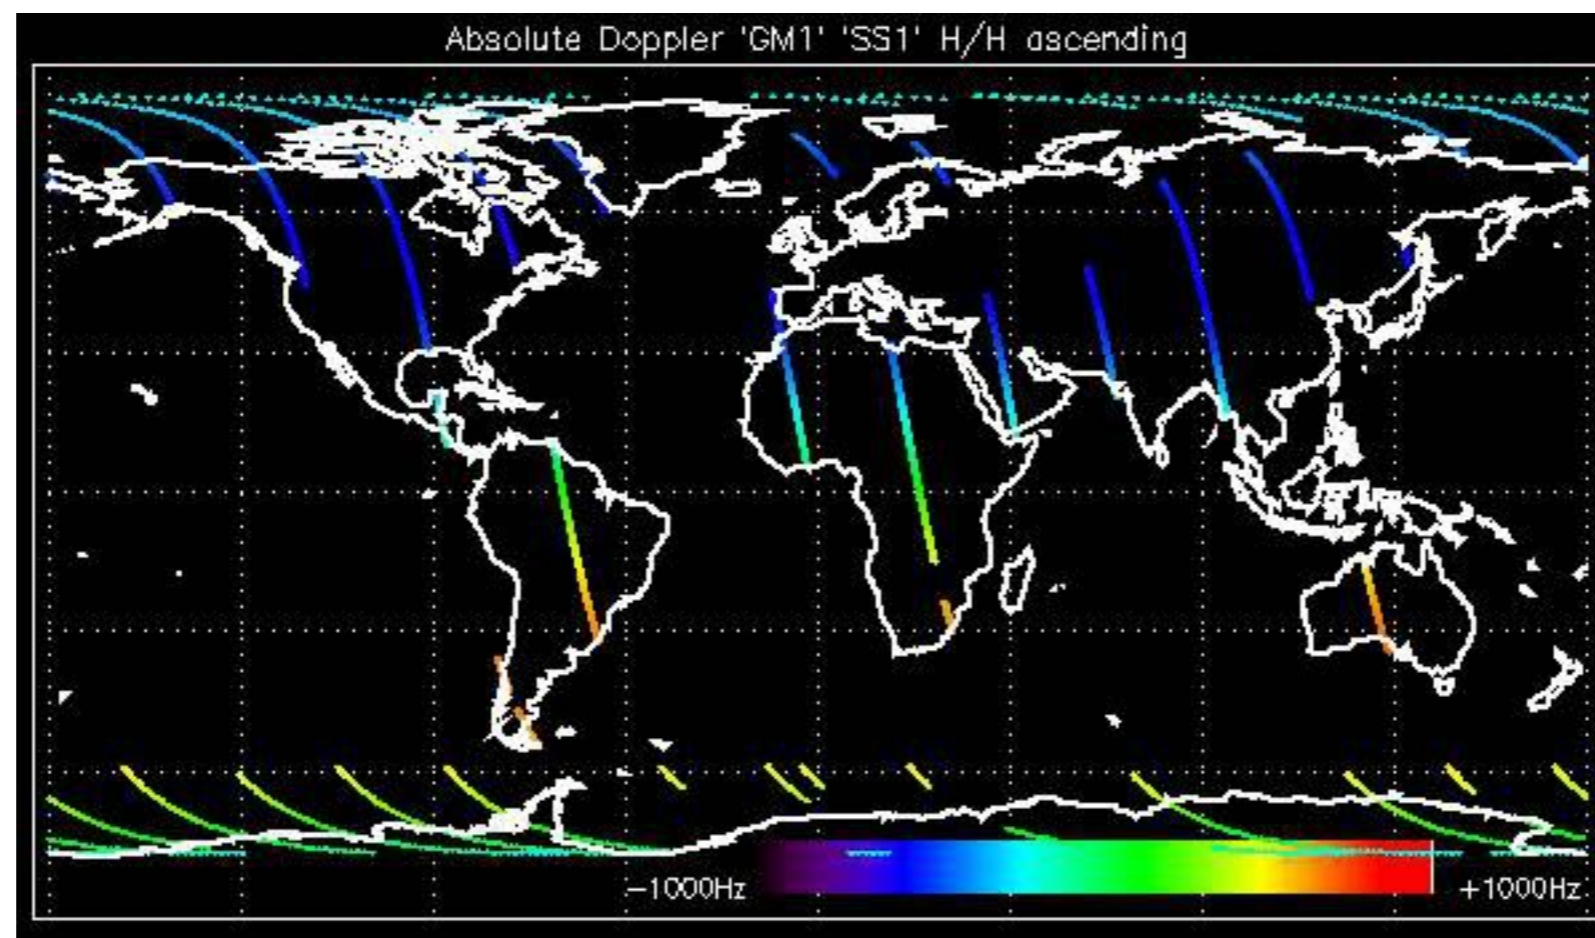 Absolute Doppler 'GM1' 'SS1' H/H ascending
-1000Hz +1000Hz